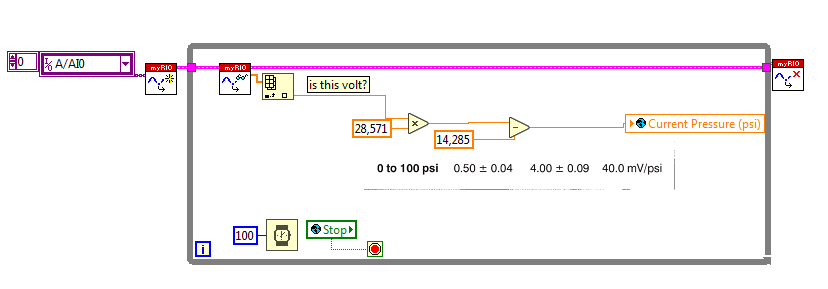 0
I/O A/AI0
myRIO
myRIO
is this volt?
myRIO
28,571
14,285
Current Pressure (psi)
0 to 100 psi 0.50 ± 0.04 4.00 ± 0.09 40.0 mV/psi
100
Stop
i